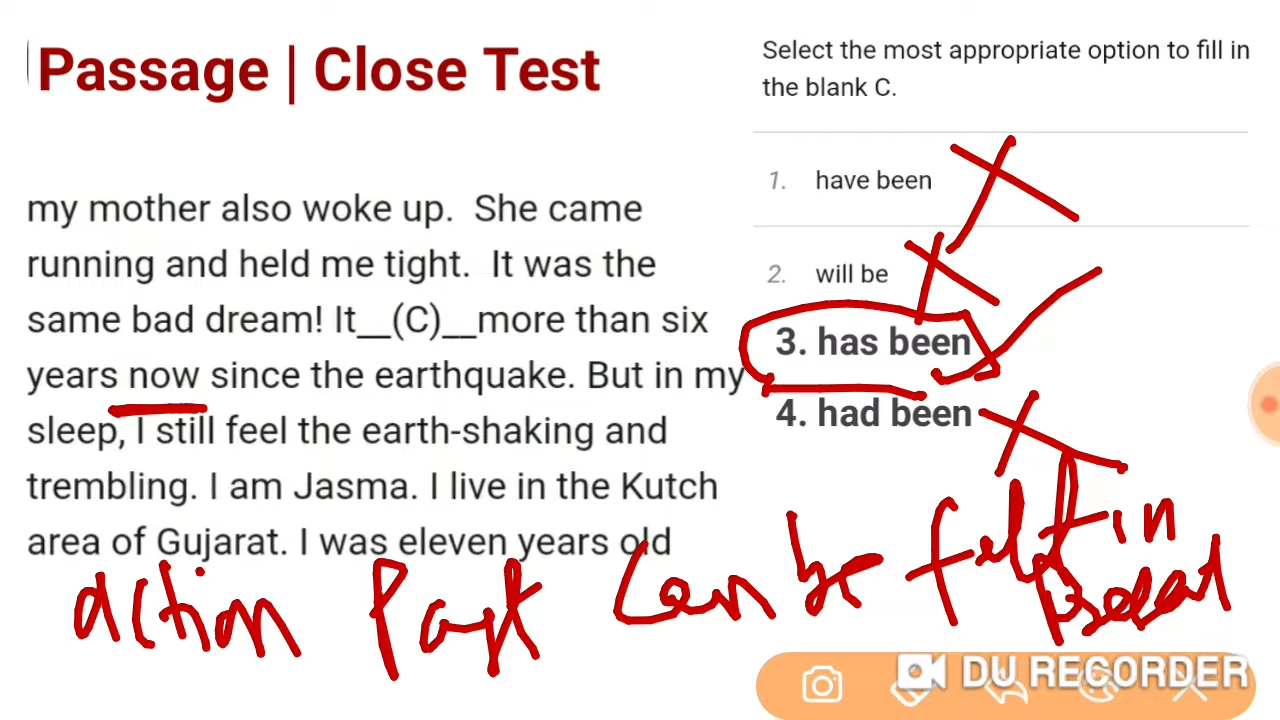 Passage | Close Test
my mother also woke up. She came
running and held me tight. It was the
same bad dream! It__(C)__more than six
years now since the earthquake. But in my
sleep, I still feel the earth-shaking and
trembling. I am Jasma. I live in the Kutch
area of Gujarat. I was eleven years old
Select the most appropriate option to fill in
the blank C.
1. have been
2. will be
3. has been
4. had been
action Past can be felt in
present
DU RECORDER